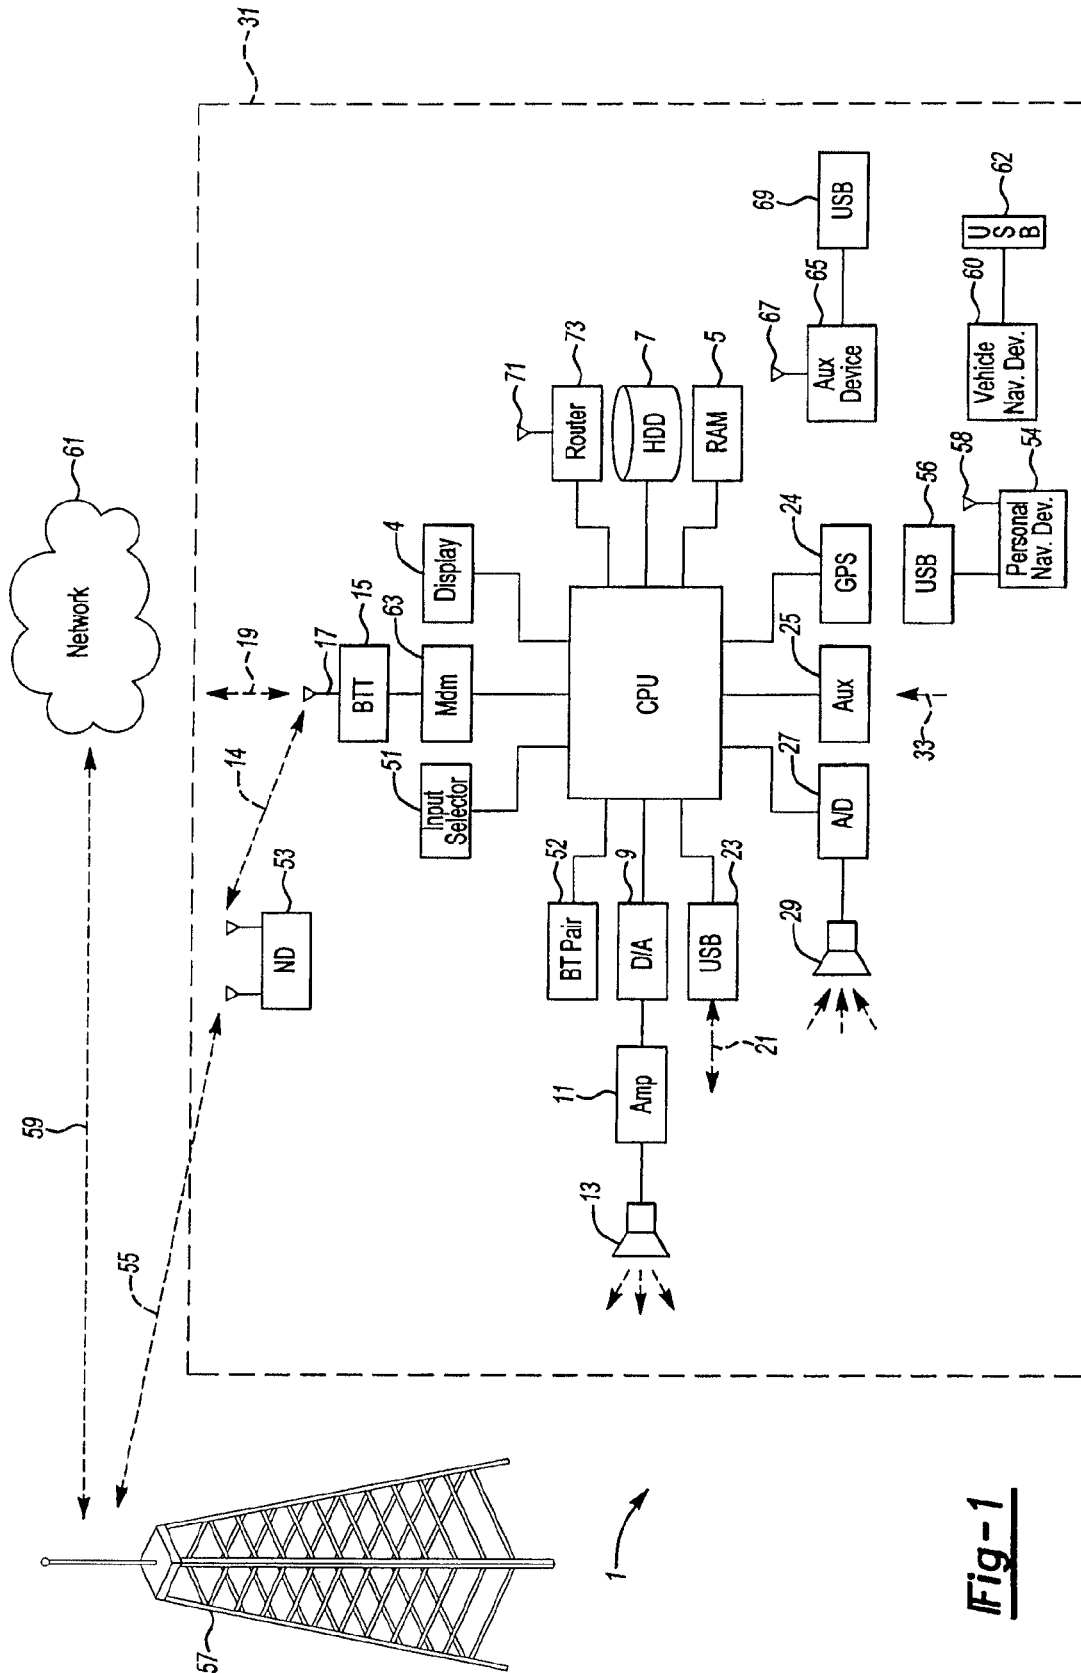 31
61
Network
59
55
57
1
19
14
17
15
BTT
63
Mdm
4
Display
51
Input
Selector
53
ND
71
73
Router
7
HDD
5
RAM
CPU
52
BT Pair
9
D/A
23
USB
21
11
Amp
13
29
27
A/D
25
Aux
33
24
GPS
67
65
Aux
Device
69
USB
56
USB
58
54
Personal
Nav. Dev.
60
Vehicle
Nav. Dev.
62
U
S
B
Fig-1